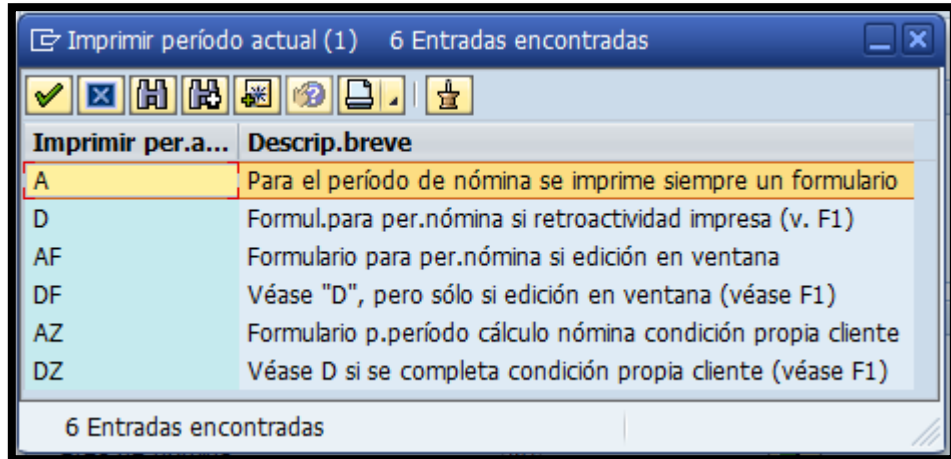 Imprimir período actual (1) 6 Entradas encontradas
Imprimir per.a... Descrip.breve
A Para el período de nómina se imprime siempre un formulario
D Formul.para per.nómina si retroactividad impresa (v. F1)
AF Formulario para per.nómina si edición en ventana
DF Véase "D", pero sólo si edición en ventana (véase F1)
AZ Formulario p.período cálculo nómina condición propia cliente
DZ Véase D si se completa condición propia cliente (véase F1)
6 Entradas encontradas